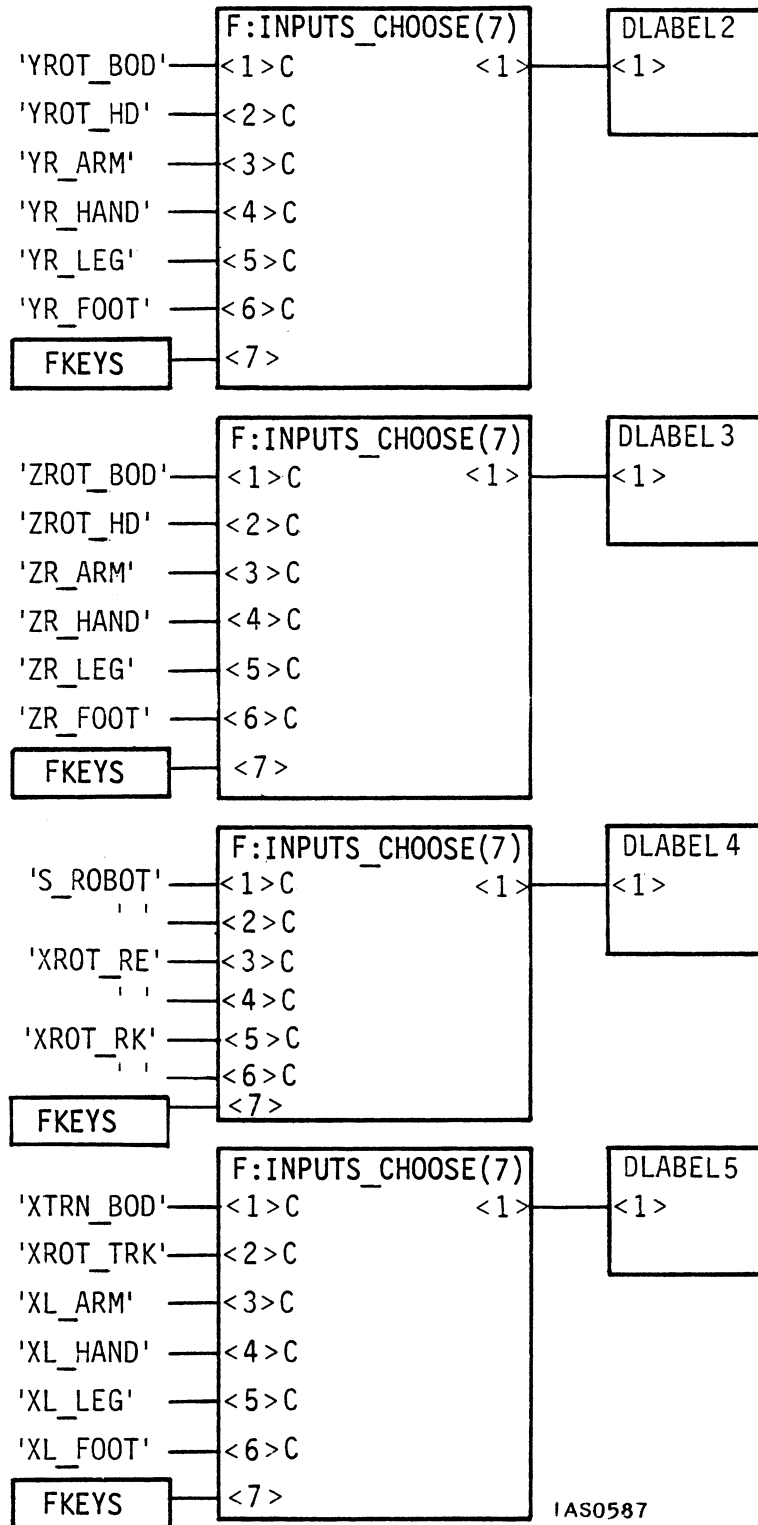 F:INPUTS_CHOOSE(7) DLABEL2
'YROT_BOD' <1>C <1> <1>
'YROT_HD' <2>C
'YR_ARM' <3>C
'YR_HAND' <4>C
'YR_LEG' <5>C
'YR_FOOT' <6>C
FKEYS <7>
F:INPUTS_CHOOSE(7) DLABEL3
'ZROT_BOD' <1>C <1> <1>
'ZROT_HD' <2>C
'ZR_ARM' <3>C
'ZR_HAND' <4>C
'ZR_LEG' <5>C
'ZR_FOOT' <6>C
FKEYS <7>
F:INPUTS_CHOOSE(7) DLABEL4
'S_ROBOT' <1>C <1> <1>
' ' <2>C
'XROT_RE' <3>C
' ' <4>C
'XROT_RK' <5>C
' ' <6>C
FKEYS <7>
F:INPUTS_CHOOSE(7) DLABEL5
'XTRN_BOD' <1>C <1> <1>
'XROT_TRK' <2>C
'XL_ARM' <3>C
'XL_HAND' <4>C
'XL_LEG' <5>C
'XL_FOOT' <6>C
FKEYS <7>
IAS0587